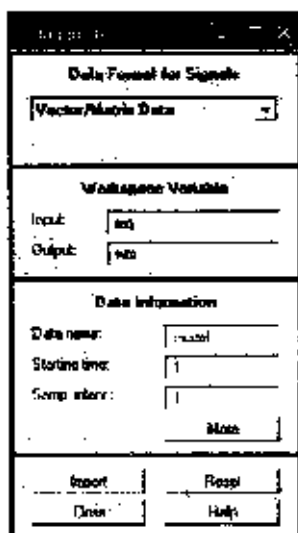 Data Format for Signals
Vector/Matrix Data
Workspace Variable
Input:
Output:
Data Information
Data name:
Starting time: 1
Samp. interv.: 1
More
Import Reset
Close Help